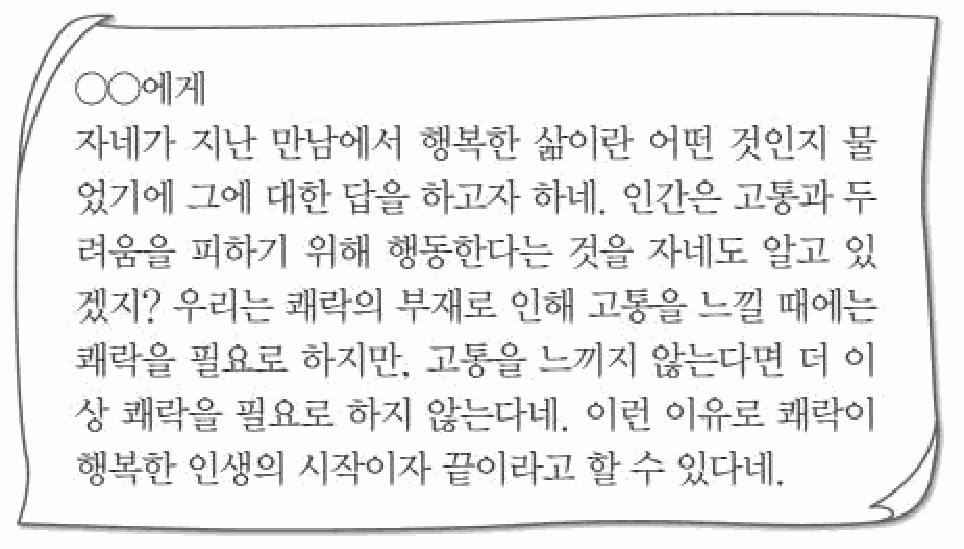 ○○에게
자네가 지난 만남에서 행복한 삶이란 어떤 것인지 물
었기에 그에 대한 답을 하고자 하네. 인간은 고통과 두
려움을 피하기 위해 행동한다는 것을 자네도 알고 있
겠지? 우리는 쾌락의 부재로 인해 고통을 느낄 때에는
쾌락을 필요로 하지만, 고통을 느끼지 않는다면 더 이
상 쾌락을 필요로 하지 않는다네. 이런 이유로 쾌락이
행복한 인생의 시작이자 끝이라고 할 수 있다네.